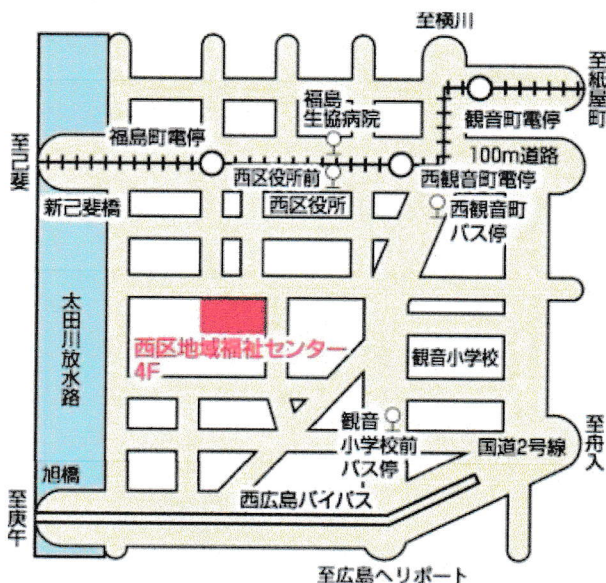 至横川
至紙屋町
福島
生協病院
福島町電停
観音町電停
至己斐
100m道路
西区役所前
西観音町電停
西区役所
新己斐橋
西観音町
バス停
太田川放水路
西区地域福祉センター
4F
観音小学校
観音
小学校前
バス停
至舟入
国道2号線
旭橋
西広島バイパス
至庚午
至広島ヘリポート